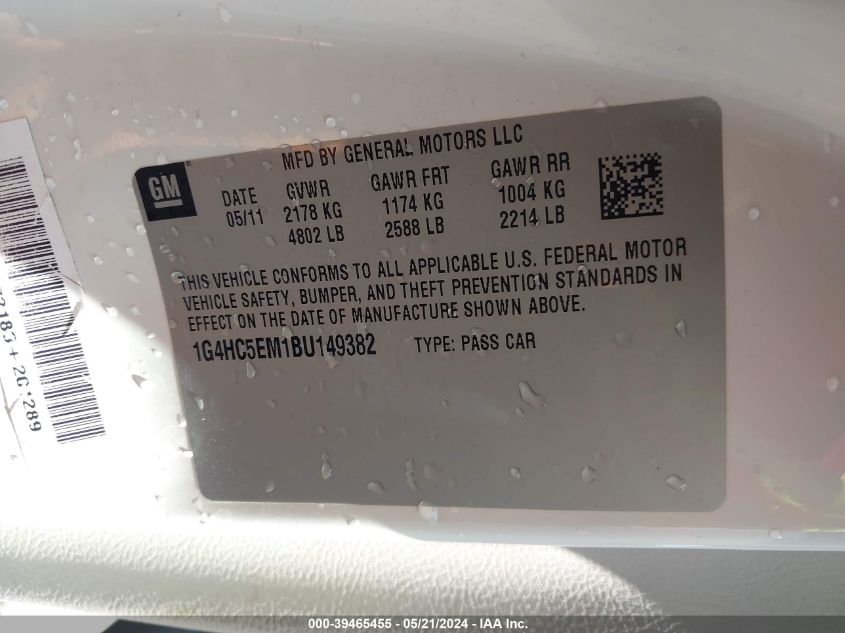 MFD BY GENERAL MOTORS LLC
GM
DATE GVWR GAWR FRT GAWR RR
05/11 2178 KG 1174 KG 1004 KG
4802 LB 2588 LB 2214 LB
THIS VEHICLE CONFORMS TO ALL APPLICABLE U.S. FEDERAL MOTOR
VEHICLE SAFETY, BUMPER, AND THEFT PREVENTION STANDARDS IN
EFFECT ON THE DATE OF MANUFACTURE SHOWN ABOVE.
1G4HC5EM1BU149382 TYPE: PASS CAR
000-39465455 - 05/21/2024 - IAA Inc.